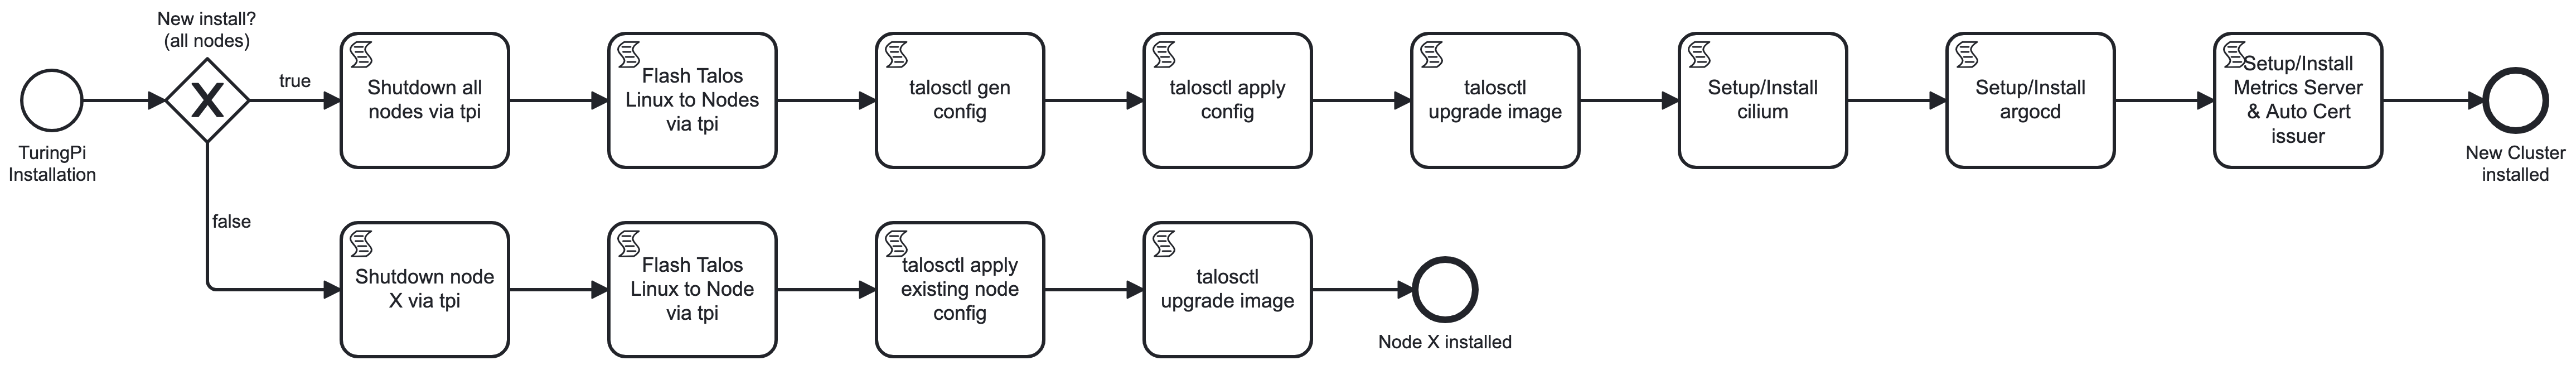 New install?
(all nodes)
TuringPi
Installation
true
Shutdown all
nodes via tpi
Flash Talos
Linux to Nodes
via tpi
talosctl gen
config
talosctl apply
config
talosctl
upgrade image
Setup/Install
cilium
Setup/Install
argocd
Setup/Install
Metrics Server
& Auto Cert
issuer
New Cluster
installed
false
Shutdown node
X via tpi
Flash Talos
Linux to Node
via tpi
talosctl apply
existing node
config
talosctl
upgrade image
Node X installed